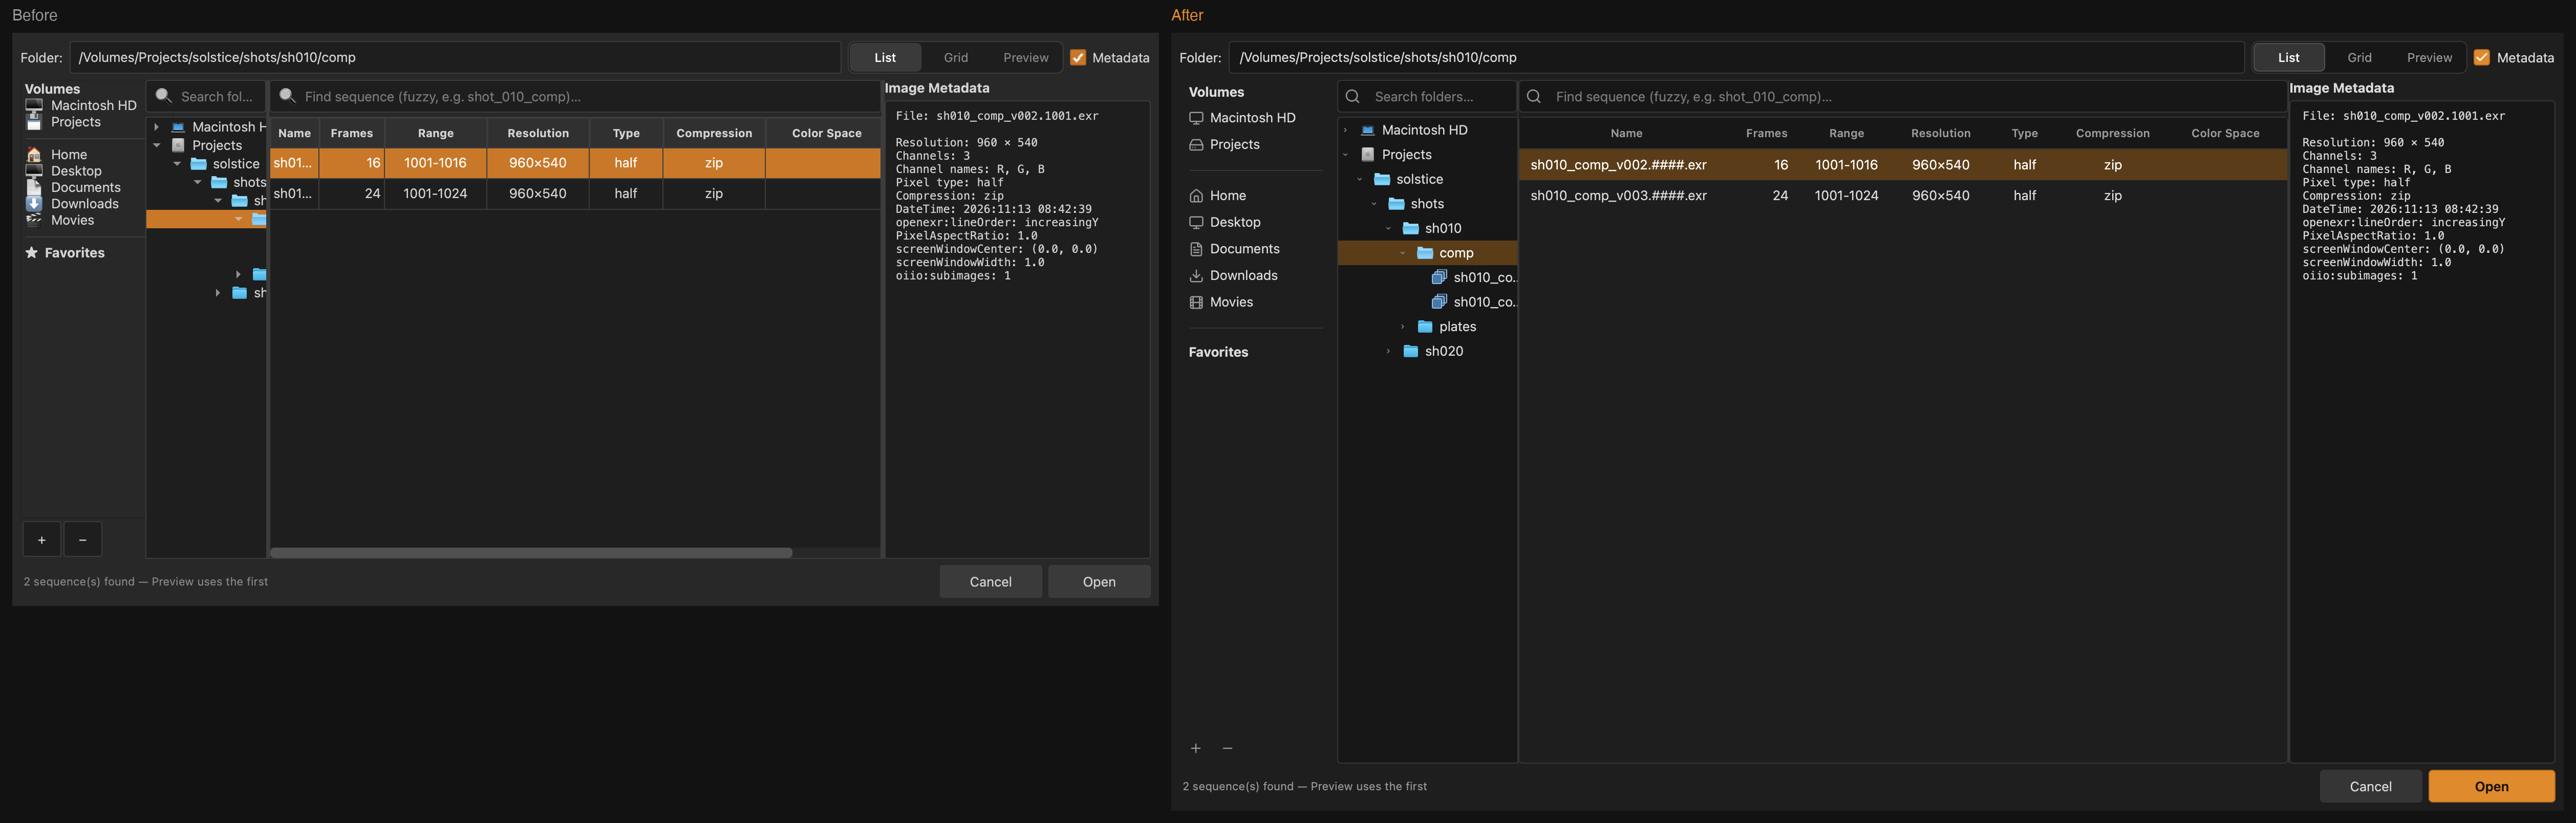 Before
Folder: /Volumes/Projects/solstice/shots/sh010/comp List Grid Preview Metadata
Volumes
Macintosh HD
Projects
Home
Desktop
Documents
Downloads
Movies
Favorites
+ −
Search fol...
Macintosh H
Projects
solstice
shots
sh
sh
Find sequence (fuzzy, e.g. shot_010_comp)...
Name Frames Range Resolution Type Compression Color Space
sh01... 16 1001-1016 960×540 half zip
sh01... 24 1001-1024 960×540 half zip
Image Metadata
File: sh010_comp_v002.1001.exr
Resolution: 960 × 540
Channels: 3
Channel names: R, G, B
Pixel type: half
Compression: zip
DateTime: 2026:11:13 08:42:39
openexr:lineOrder: increasingY
PixelAspectRatio: 1.0
screenWindowCenter: (0.0, 0.0)
screenWindowWidth: 1.0
oiio:subimages: 1
2 sequence(s) found — Preview uses the first Cancel Open
After
Folder: /Volumes/Projects/solstice/shots/sh010/comp List Grid Preview Metadata
Volumes
Macintosh HD
Projects
Home
Desktop
Documents
Downloads
Movies
Favorites
+ −
Search folders...
Macintosh HD
Projects
solstice
shots
sh010
comp
sh010_co..
sh010_co..
plates
sh020
Find sequence (fuzzy, e.g. shot_010_comp)...
Name Frames Range Resolution Type Compression Color Space
sh010_comp_v002.####.exr 16 1001-1016 960×540 half zip
sh010_comp_v003.####.exr 24 1001-1024 960×540 half zip
Image Metadata
File: sh010_comp_v002.1001.exr
Resolution: 960 × 540
Channels: 3
Channel names: R, G, B
Pixel type: half
Compression: zip
DateTime: 2026:11:13 08:42:39
openexr:lineOrder: increasingY
PixelAspectRatio: 1.0
screenWindowCenter: (0.0, 0.0)
screenWindowWidth: 1.0
oiio:subimages: 1
2 sequence(s) found — Preview uses the first Cancel Open